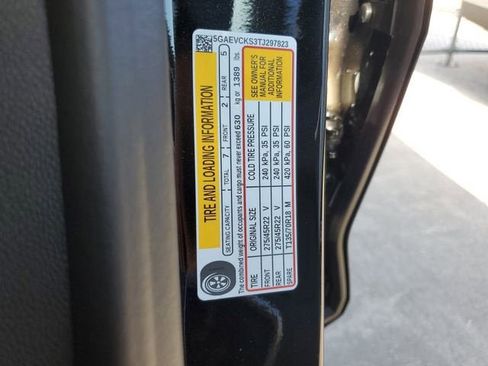 5GAEVCKS3TJ297823
TIRE AND LOADING INFORMATION
SEATING CAPACITY TOTAL 7 FRONT 2 REAR 5
The combined weight of occupants and cargo must never exceed 630 kg or 1389 lbs.
TIRE ORIGINAL SIZE COLD TIRE PRESSURE
FRONT 275/45R22 V 240 kPa, 35 PSI
REAR 275/45R22 V 240 kPa, 35 PSI
SPARE T135/70R18 M 420 kPa, 60 PSI
SEE OWNER'S
MANUAL FOR
ADDITIONAL
INFORMATION